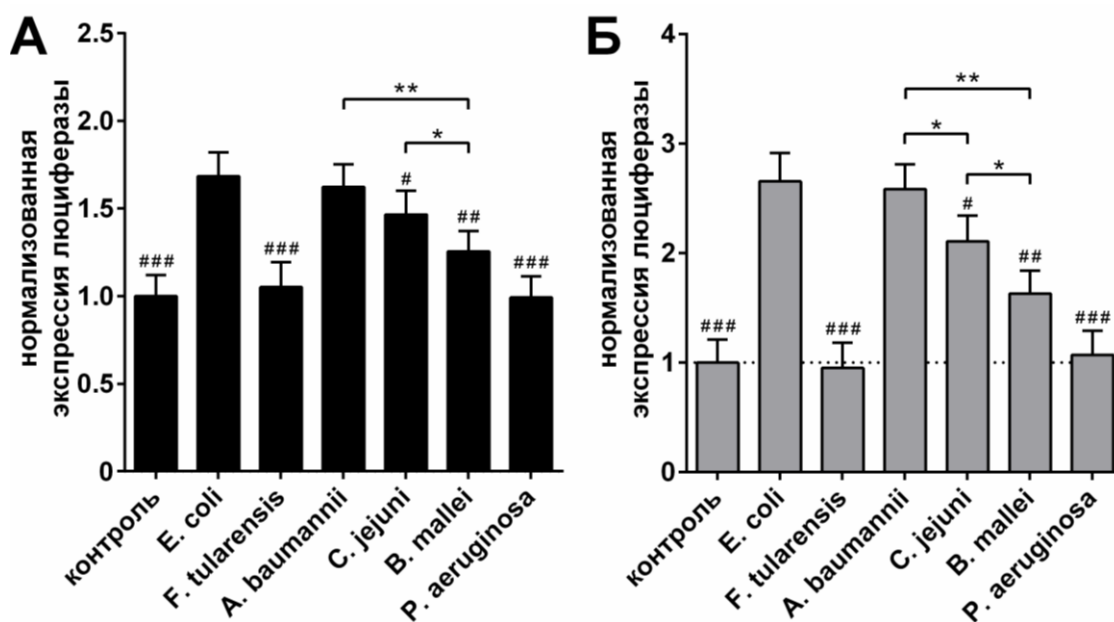 А
нормализованная
экспрессия люциферазы
2.5
2.0
1.5
1.0
0.5
0
**
*
#
##
###
###
###
контроль
E. coli
F. tularensis
A. baumannii
C. jejuni
B. mallei
P. aeruginosa
Б
нормализованная
экспрессия люциферазы
4
3
2
1
0
**
*
*
#
##
###
###
###
контроль
E. coli
F. tularensis
A. baumannii
C. jejuni
B. mallei
P. aeruginosa